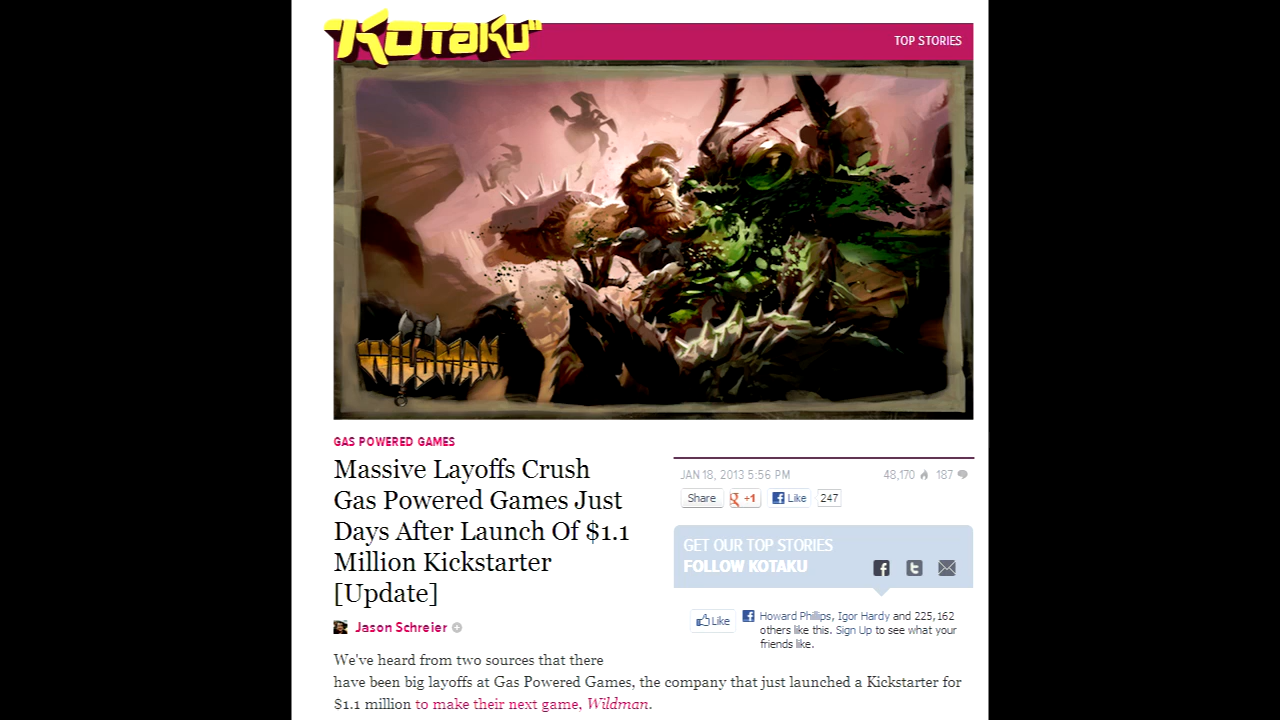 KOTAKU
TOP STORIES
WILDMAN
GAS POWERED GAMES
Massive Layoffs Crush
Gas Powered Games Just
Days After Launch Of $1.1
Million Kickstarter
[Update]
Jason Schreier
JAN 18, 2013 5:56 PM 48,170 187
Share +1 Like 247
GET OUR TOP STORIES
FOLLOW KOTAKU
Like Howard Phillips, Igor Hardy and 225,162
others like this. Sign Up to see what your
friends like.
We've heard from two sources that there
have been big layoffs at Gas Powered Games, the company that just launched a Kickstarter for
$1.1 million to make their next game, Wildman.